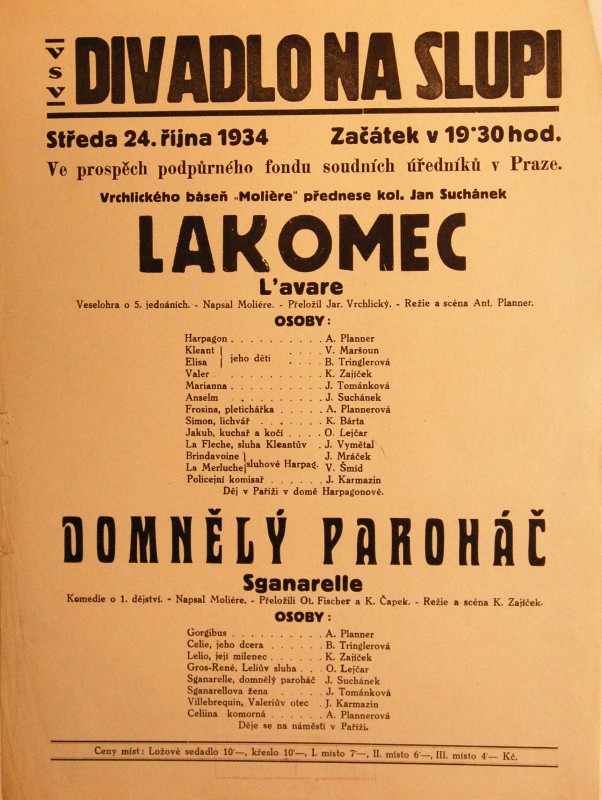 VSV
DIVADLO NA SLUPI
Středa 24. října 1934 Začátek v 19·30 hod.
Ve prospěch podpůrného fondu soudních úředníků v Praze.
Vrchlického báseň „Molière" přednese kol. Jan Suchánek
LAKOMEC
L'avare
Veselohra o 5. jednáních. - Napsal Moliére. - Přeložil Jar. Vrchlický. - Režie a scéna Ant. Planner.
OSOBY:
Harpagon . . . . . . . . . . A. Planner
Kleant . . . . V. Maršoun
jeho děti
Elisa . . . . B. Tringlerová
Valer . . . . . . . . . . . K. Zajíček
Marianna . . . . . . . . . J. Tománková
Anselm . . . . . . . . . . J. Suchánek
Frosina, pletichářka . . . . . A. Plannerová
Simon, lichvář . . . . . . . K. Bárta
Jakub, kuchař a kočí . . . . O. Lejčar
La Fleche, sluha Kleantův . J. Vymětal
Brindavoine J. Mráček
sluhové Harpag.
La Merluche V. Šmíd
Policejní komisař . . . . . . J. Karmazin
Děj v Paříži v domě Harpagonově.
DOMNĚLÝ PAROHÁČ
Sganarelle
Komedie o 1. dějství. - Napsal Moliére. - Přeložili Ot. Fischer a K. Čapek. - Režie a scéna K. Zajíček.
OSOBY:
Gorgibus . . . . . . . . . . A. Planner
Celie, jeho dcera . . . . . . B. Tringlerová
Lelio, její milenec . . . . . . K. Zajíček
Gros-René, Leliův sluha . . . O. Lejčar
Sganarelle, domnělý paroháč J. Suchánek
Sganarellova žena . . . . . J. Tománková
Villebrequin, Valeriův otec . J. Karmazin
Celiina komorná . . . . . . A. Plannerová
Děje se na náměstí v Paříži.
Ceny míst: Ložové sedadlo 10·—, křeslo 10·—, I. místo 7·—, II. místo 6·—, III. místo 4·— Kč.